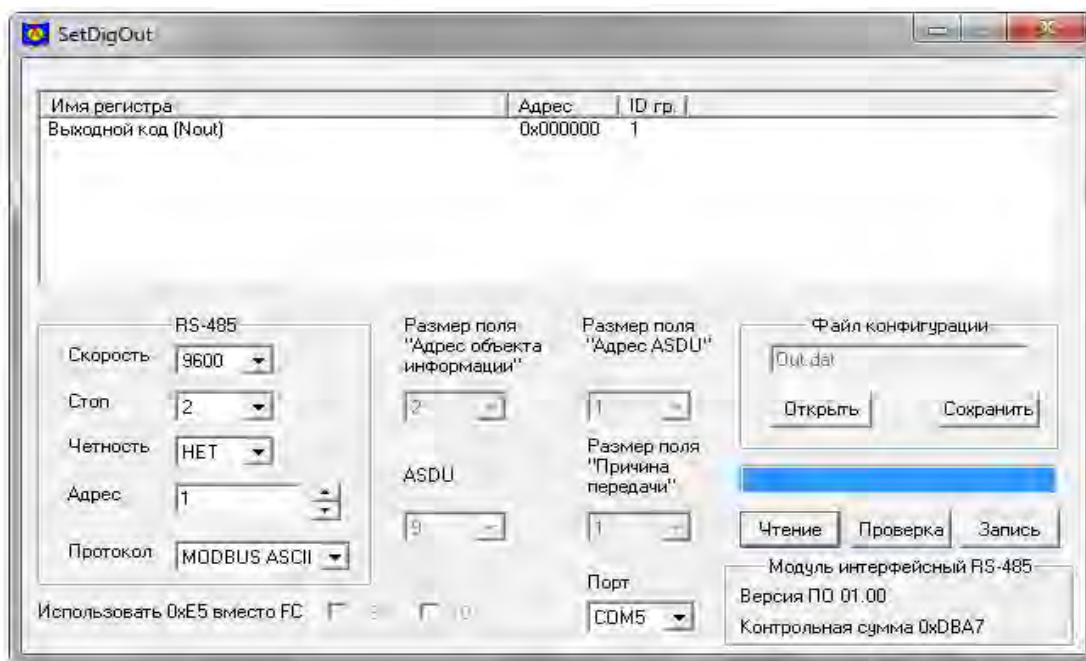 SetDigOut
Имя регистра Адрес ID гр.
Выходной код (Nout) 0x000000 1
RS-485
Скорость 9600
Стоп 2
Четность НЕТ
Адрес 1
Протокол MODBUS ASCII
Использовать 0xE5 вместо FC
Размер поля
"Адрес объекта
информации"
2
ASDU
9
Размер поля
"Адрес ASDU"
1
Размер поля
"Причина
передачи"
1
Порт
COM5
Файл конфигурации
Out.dat
Открыть Сохранить
Чтение Проверка Запись
Модуль интерфейсный RS-485
Версия ПО 01.00
Контрольная сумма 0xDBA7